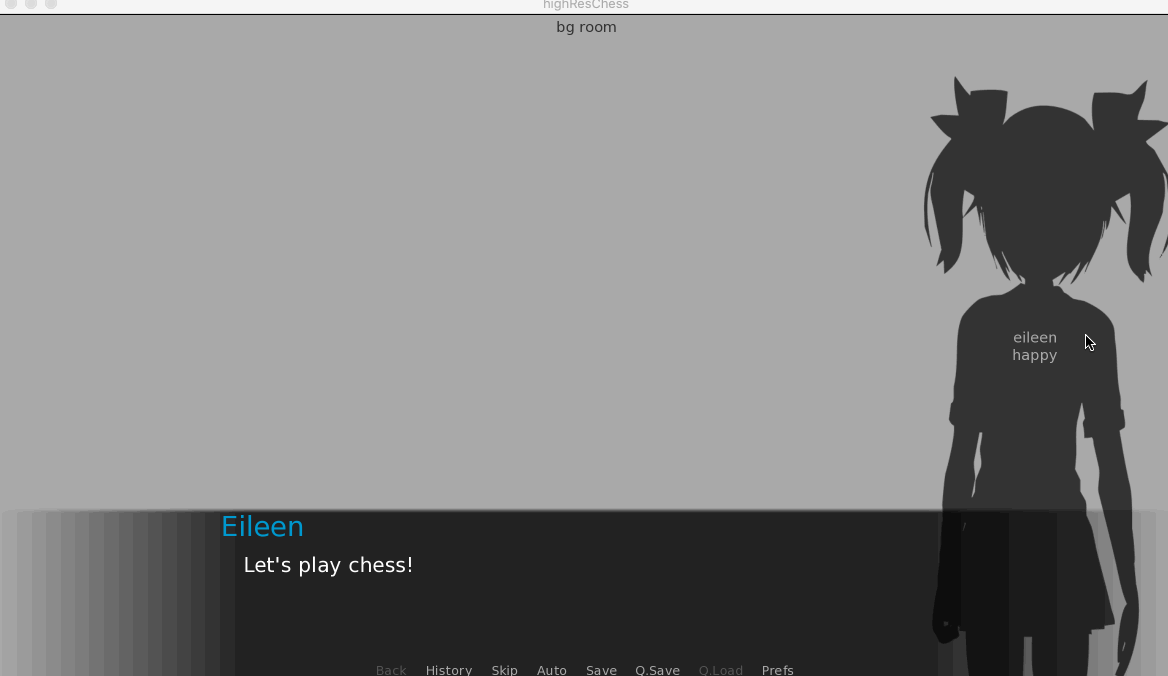 highResChess
bg room
eileen
happy
Eileen
Let's play chess!
Back History Skip Auto Save Q.Save Q.Load Prefs